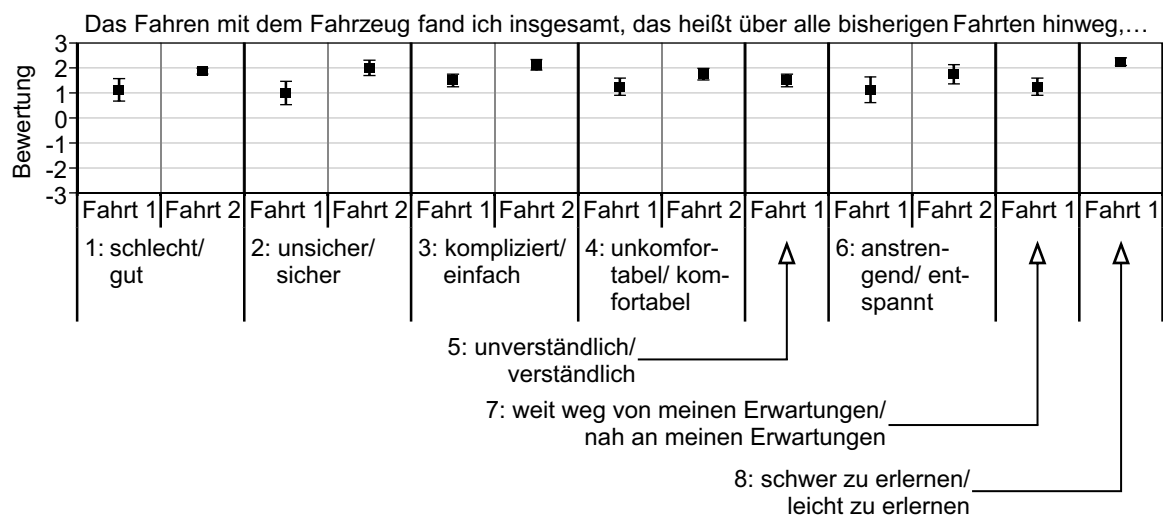 Das Fahren mit dem Fahrzeug fand ich insgesamt, das heißt über alle bisherigen Fahrten hinweg,…
Bewertung
3
2
1
0
-1
-2
-3
Fahrt 1 Fahrt 2 Fahrt 1 Fahrt 2 Fahrt 1 Fahrt 2 Fahrt 1 Fahrt 2 Fahrt 1 Fahrt 1 Fahrt 2 Fahrt 1 Fahrt 1
1: schlecht/
gut
2: unsicher/
sicher
3: kompliziert/
einfach
4: unkomfor-
tabel/ kom-
fortabel
6: anstren-
gend/ ent-
spannt
5: unverständlich/
verständlich
7: weit weg von meinen Erwartungen/
nah an meinen Erwartungen
8: schwer zu erlernen/
leicht zu erlernen